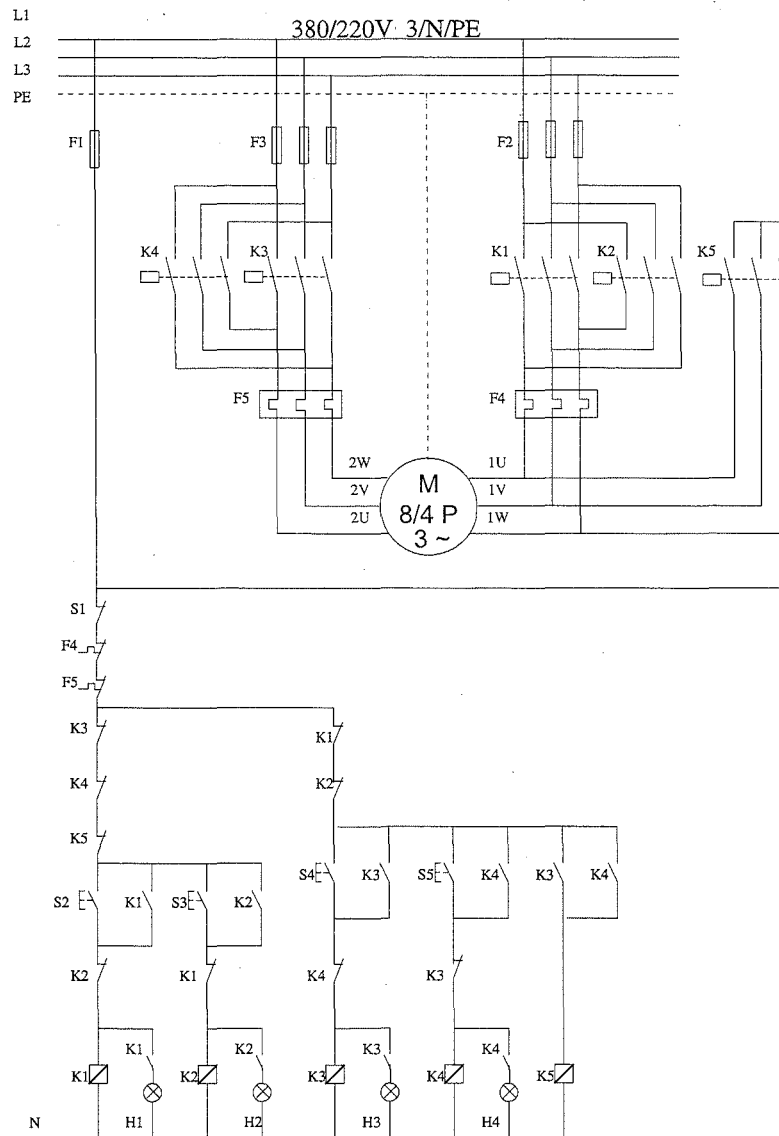 L1
380/220V 3/N/PE
L2
L3
PE
F1
F3
F2
K4
K3
K1
K2
K5
F5
F4
2W
M
1U
2V
8/4 P
1V
2U
3 ~
1W
S1
F4
F5
K3
K1
K4
K2
K5
S2
K1
S3
K2
S4
K3
S5
K4
K3
K4
K2
K1
K4
K3
K1
K2
K3
K4
K1
K2
K3
K4
K5
N
H1
H2
H3
H4